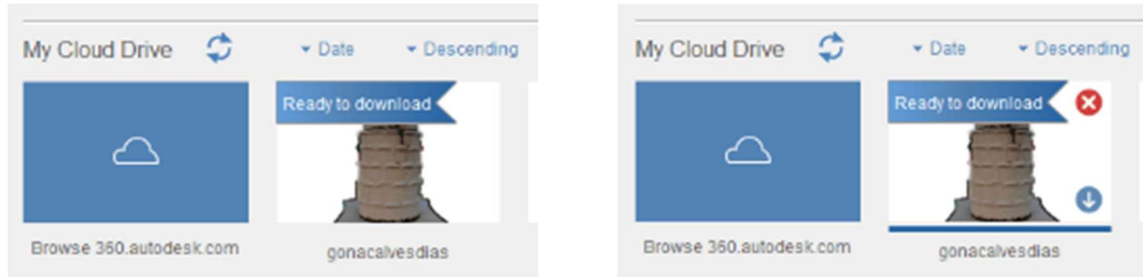 My Cloud Drive Date Descending
Ready to download
Browse 360.autodesk.com gonacalvesdias
My Cloud Drive Date Descending
Ready to download
Browse 360.autodesk.com gonacalvesdias